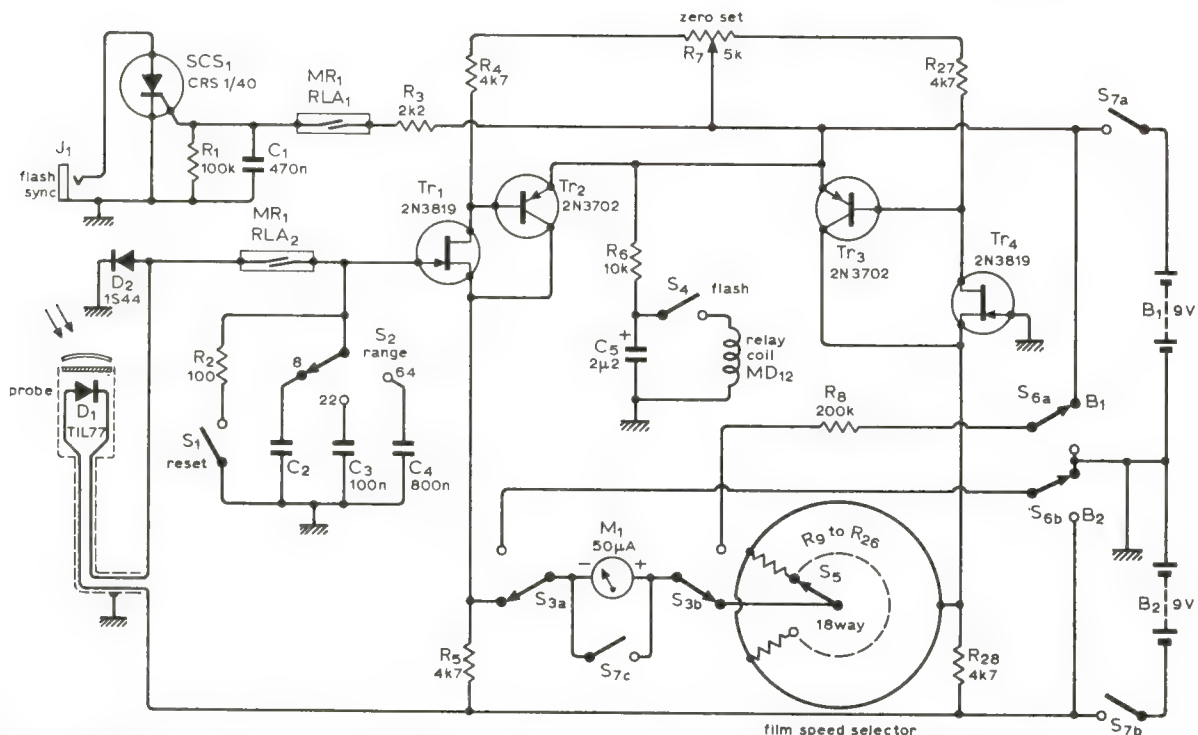 zero set
R7 5k
SCS1
CRS 1/40
MR1
RLA1
R3
2k2
R4
4k7
R27
4k7
S7a
J1
flash
sync
R1
100k
C1
470n
Tr1
2N3819
Tr2
2N3702
MR1
RLA2
D2
1S44
R6
10k
S4 flash
Tr3
2N3702
Tr4
2N3819
B1 9V
C5
2µ2
+
relay
coil
MD12
probe
D1
TIL77
R2
100
S2
range
8
22
64
S1
reset
C2
C3
100n
C4
800n
R8
200k
S6a
B1
S6b
B2
M1
50µA
- +
S3a
S3b
S7c
R9 to R26
S5
18way
B2 9V
R5
4k7
R28
4k7
S7b
film speed selector